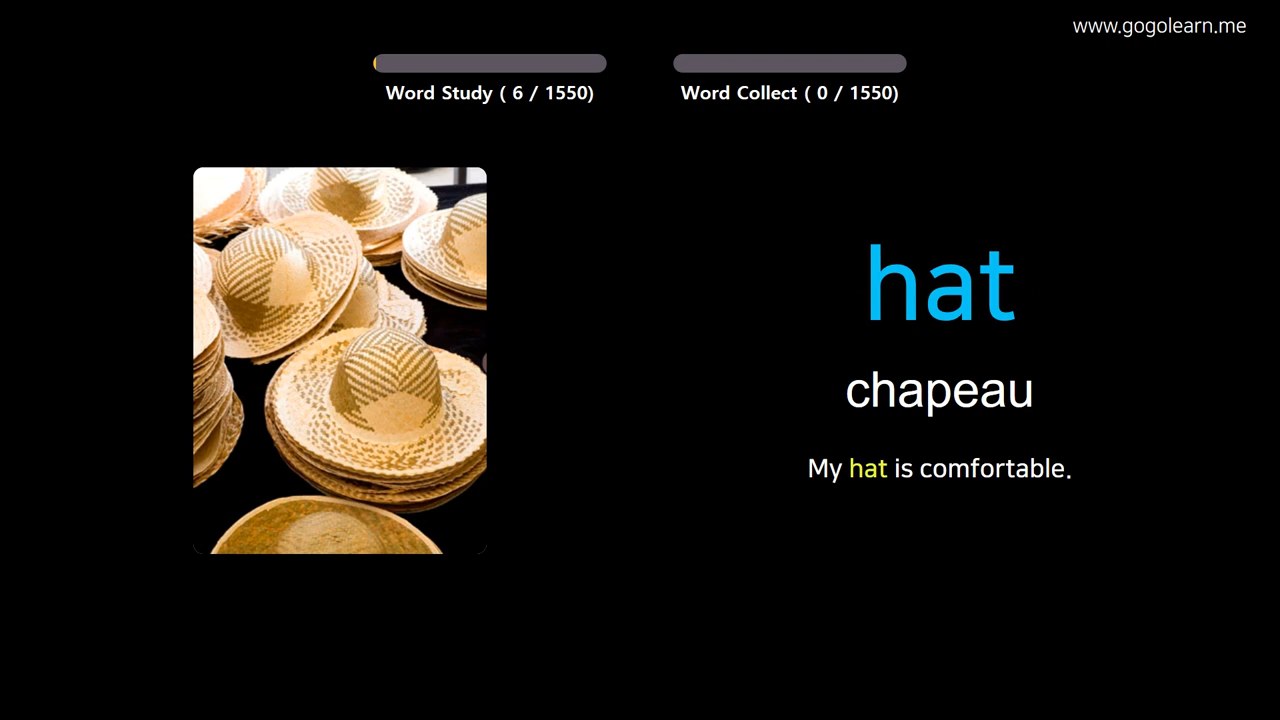 www.gogolearn.me
Word Study ( 6 / 1550)
Word Collect ( 0 / 1550)
hat
chapeau
My hat is comfortable.